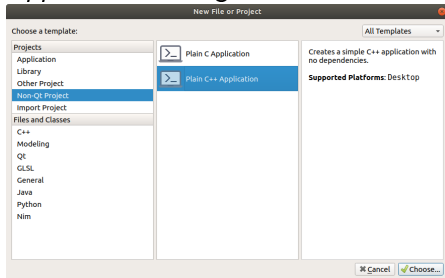 New File or Project
Choose a template:
All Templates
Projects
Application
Library
Other Project
Non-Qt Project
Import Project
Files and Classes
C++
Modeling
Qt
GLSL
General
Java
Python
Nim
Plain C Application
Plain C++ Application
Creates a simple C++ application with
no dependencies.
Supported Platforms: Desktop
Cancel
Choose...